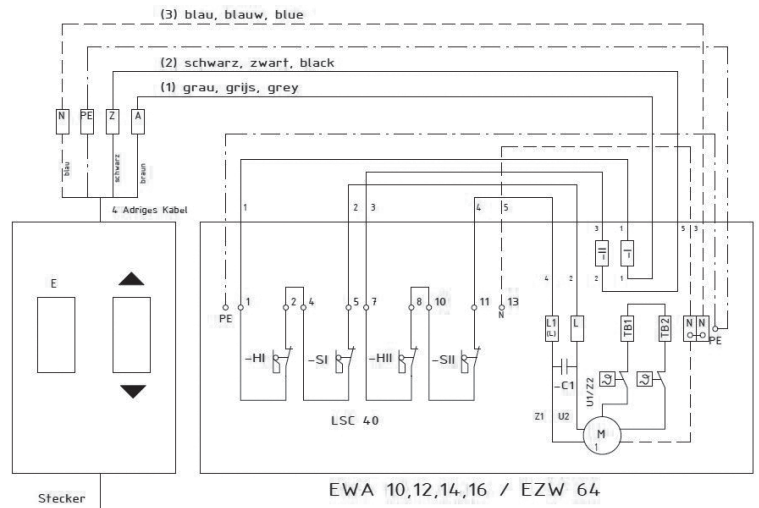 (3) blau, blauw, blue
(2) schwarz, zwart, black
(1) grau, grijs, grey
N PE Z A
blau
schwarz
braun
4 Adriges Kabel
1 2 3 4 5
3 1 5 3
E
-II -I
4 2 2 1
PE 1 2 4 5 7 8 10 11 13
N
L1 L TB1 TB2 N N
(L)
PE
-HI -SI -HII -SII
-C1
U1/Z2
LSC 40
Z1 U2
M
1
Stecker
EWA 10,12,14,16 / EZW 64